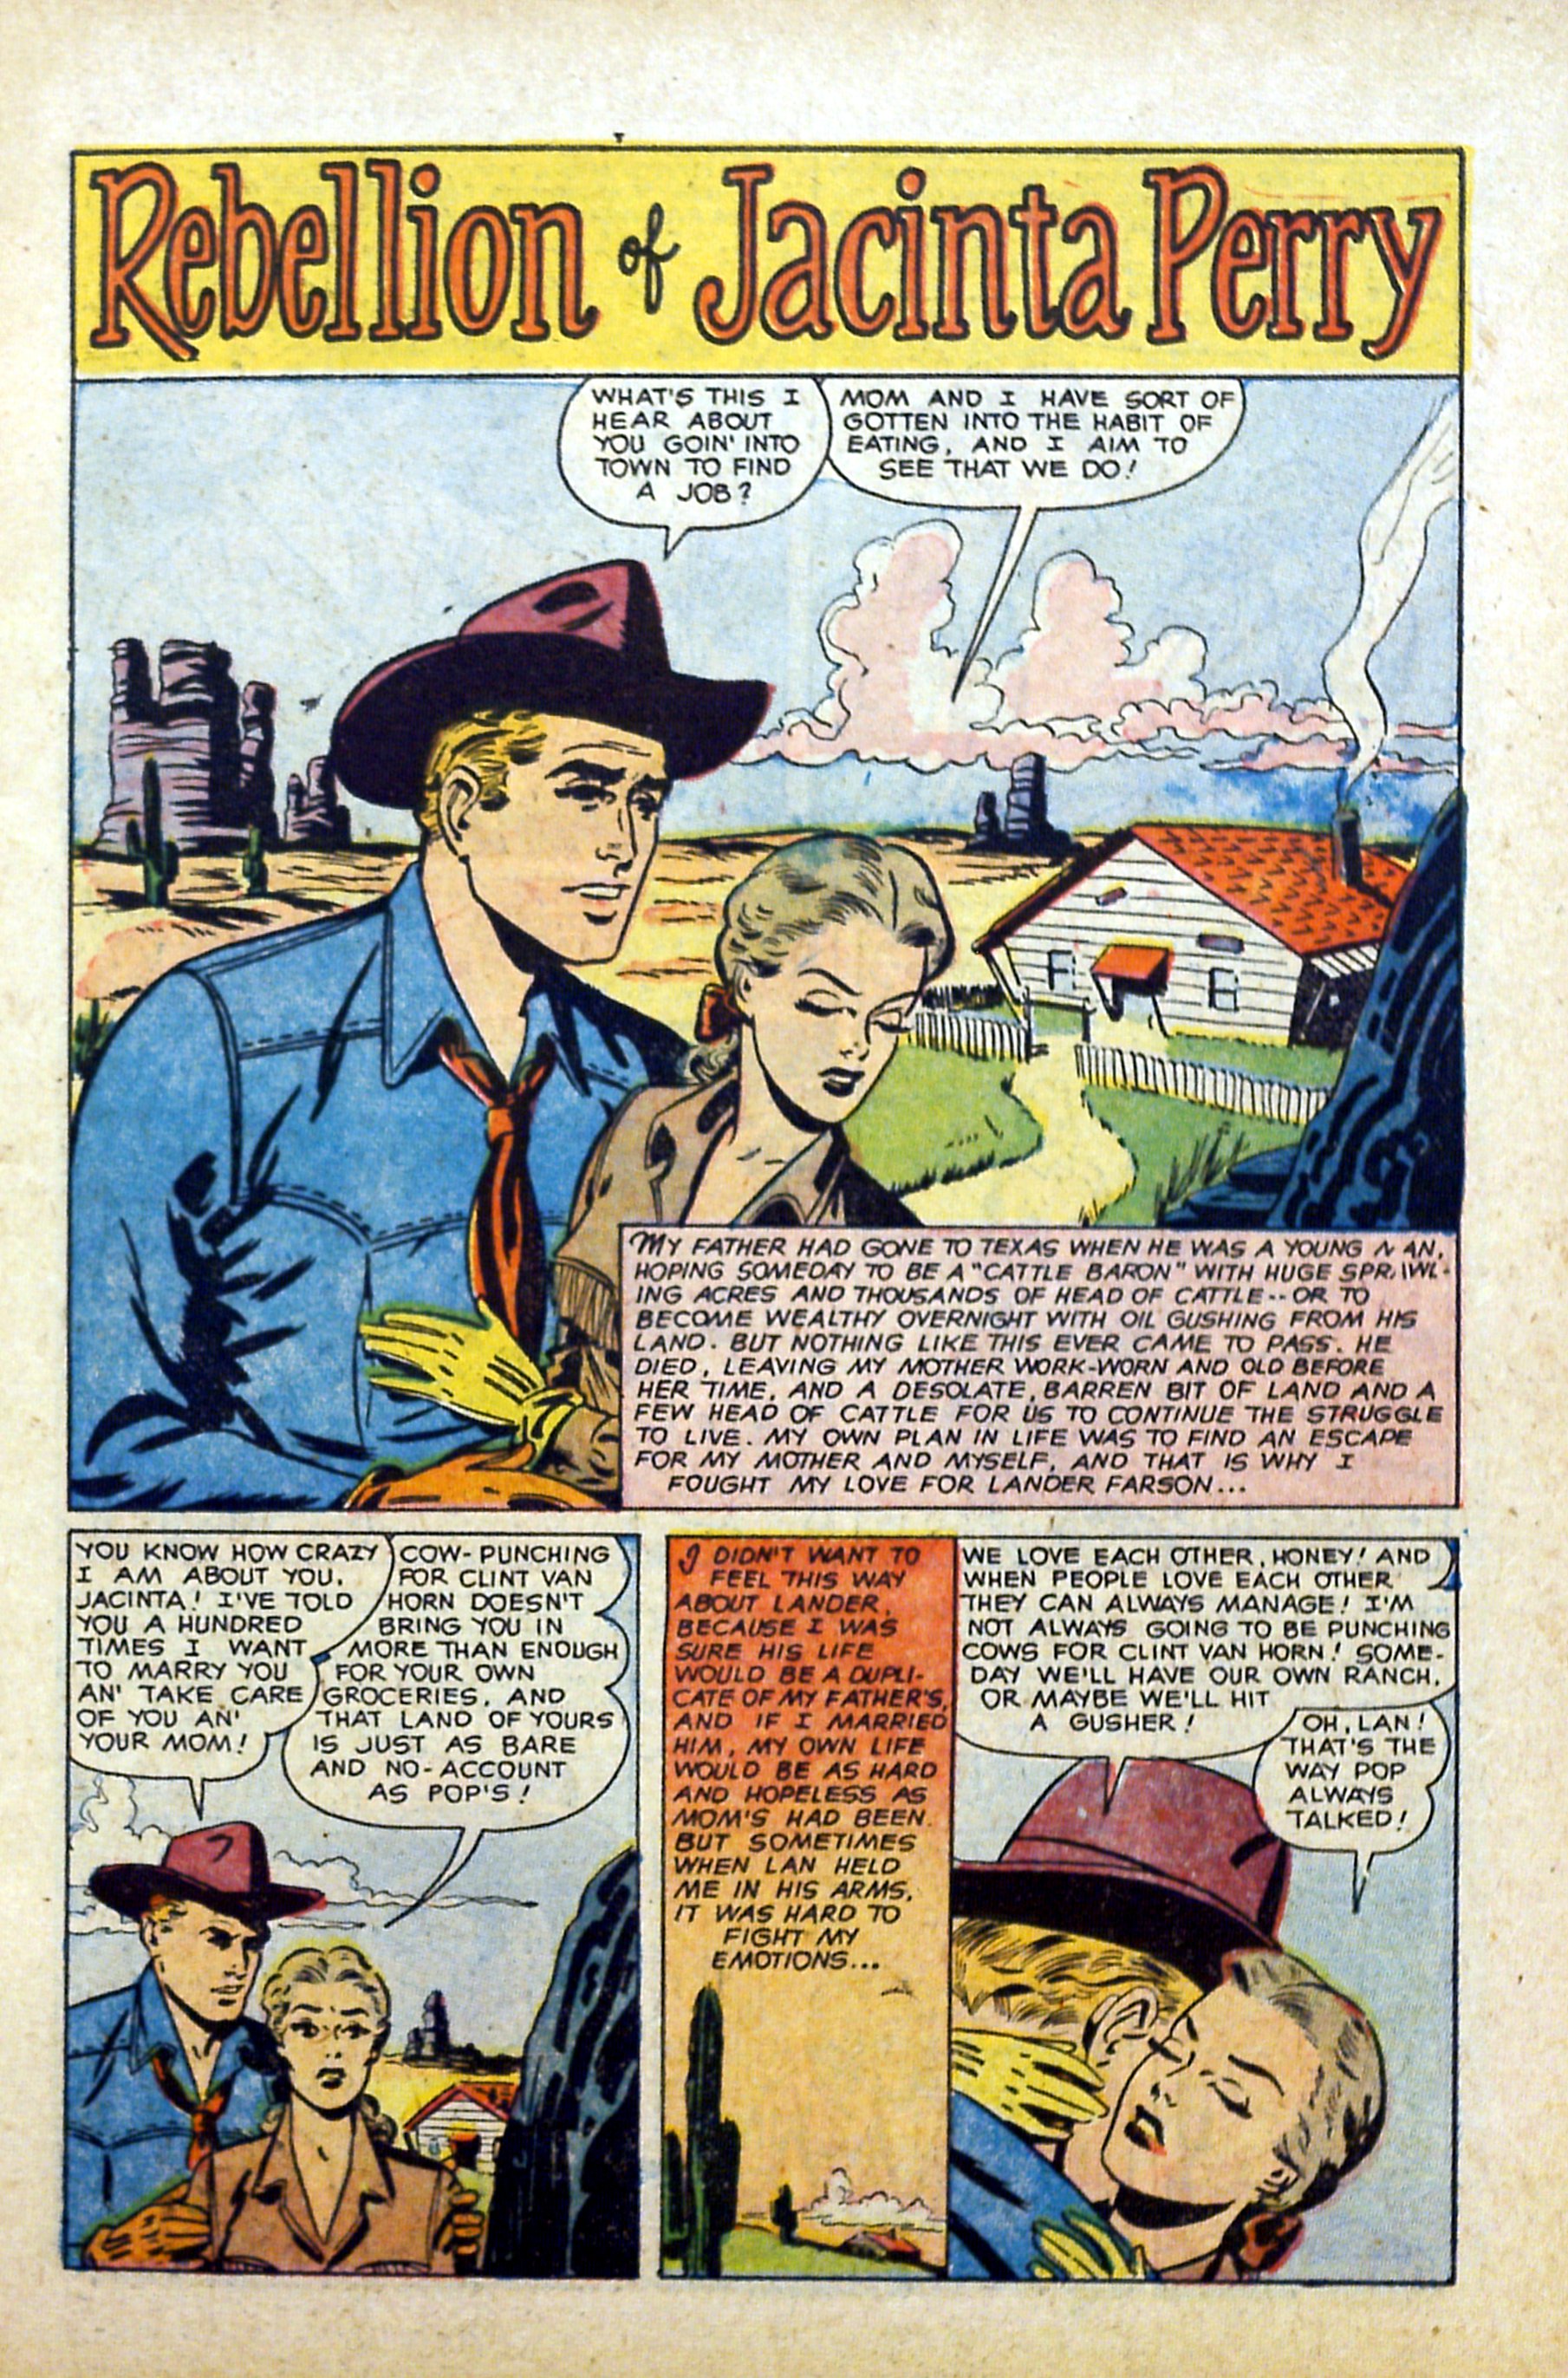 Rebellion of Jacinta Perry
WHAT'S THIS I
HEAR ABOUT
YOU GOIN' INTO
TOWN TO FIND
A JOB?
MOM AND I HAVE SORT OF
GOTTEN INTO THE HABIT OF
EATING, AND I AIM TO
SEE THAT WE DO!
MY FATHER HAD GONE TO TEXAS WHEN HE WAS A YOUNG MAN,
HOPING SOMEDAY TO BE A "CATTLE BARON" WITH HUGE SPRAWL-
ING ACRES AND THOUSANDS OF HEAD OF CATTLE--OR TO
BECOME WEALTHY OVERNIGHT WITH OIL GUSHING FROM HIS
LAND. BUT NOTHING LIKE THIS EVER CAME TO PASS. HE
DIED, LEAVING MY MOTHER WORK-WORN AND OLD BEFORE
HER TIME, AND A DESOLATE, BARREN BIT OF LAND AND A
FEW HEAD OF CATTLE FOR US TO CONTINUE THE STRUGGLE
TO LIVE. MY OWN PLAN IN LIFE WAS TO FIND AN ESCAPE
FOR MY MOTHER AND MYSELF, AND THAT IS WHY I
FOUGHT MY LOVE FOR LANDER FARSON...
YOU KNOW HOW CRAZY
I AM ABOUT YOU,
JACINTA! I'VE TOLD
YOU A HUNDRED
TIMES I WANT
TO MARRY YOU
AN' TAKE CARE
OF YOU AN'
YOUR MOM!
COW-PUNCHING
FOR CLINT VAN
HORN DOESN'T
BRING YOU IN
MORE THAN ENOUGH
FOR YOUR OWN
GROCERIES, AND
THAT LAND OF YOURS
IS JUST AS BARE
AND NO-ACCOUNT
AS POP'S!
I DIDN'T WANT TO
FEEL THIS WAY
ABOUT LANDER,
BECAUSE I WAS
SURE HIS LIFE
WOULD BE A DUPLI-
CATE OF MY FATHER'S,
AND IF I MARRIED
HIM, MY OWN LIFE
WOULD BE AS HARD
AND HOPELESS AS
MOM'S HAD BEEN.
BUT SOMETIMES
WHEN LAN HELD
ME IN HIS ARMS,
IT WAS HARD TO
FIGHT MY
EMOTIONS...
WE LOVE EACH OTHER, HONEY! AND
WHEN PEOPLE LOVE EACH OTHER
THEY CAN ALWAYS MANAGE! I'M
NOT ALWAYS GOING TO BE PUNCHING
COWS FOR CLINT VAN HORN! SOME-
DAY WE'LL HAVE OUR OWN RANCH,
OR MAYBE WE'LL HIT
A GUSHER!
OH, LAN!
THAT'S THE
WAY POP
ALWAYS
TALKED!